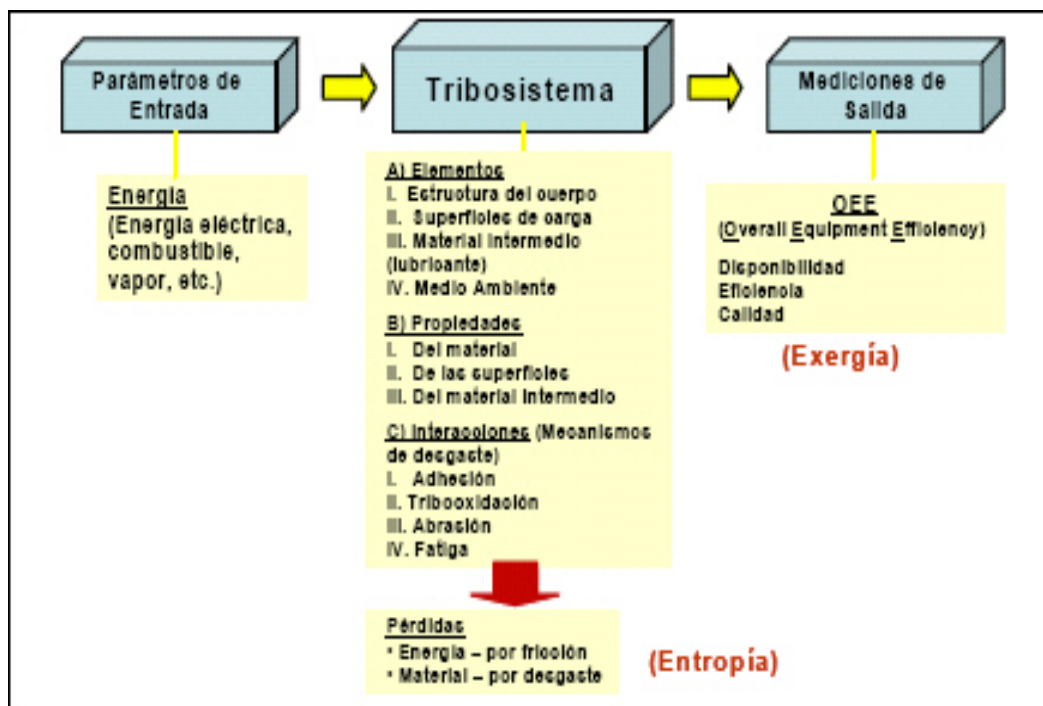 Parámetros de
Entrada
Tribosistema
Mediciones de
Salida
Energía
(Energía eléctrica,
combustible,
vapor, etc.)
A) Elementos
I. Estructura del cuerpo
II. Superficies de carga
III. Material Intermedio
(lubricante)
IV. Medio Ambiente
B) Propiedades
I. Del material
II. De las superficies
III. Del material Intermedio
C) Interacciones (Mecanismos
de desgaste)
I. Adhesión
II. Tribooxidación
III. Abrasión
IV. Fatiga
Pérdidas
• Energía – por fricción
• Material – por desgaste
(Entropía)
OEE
(Overall Equipment Efficiency)
Disponibilidad
Eficiencia
Calidad
(Exergía)